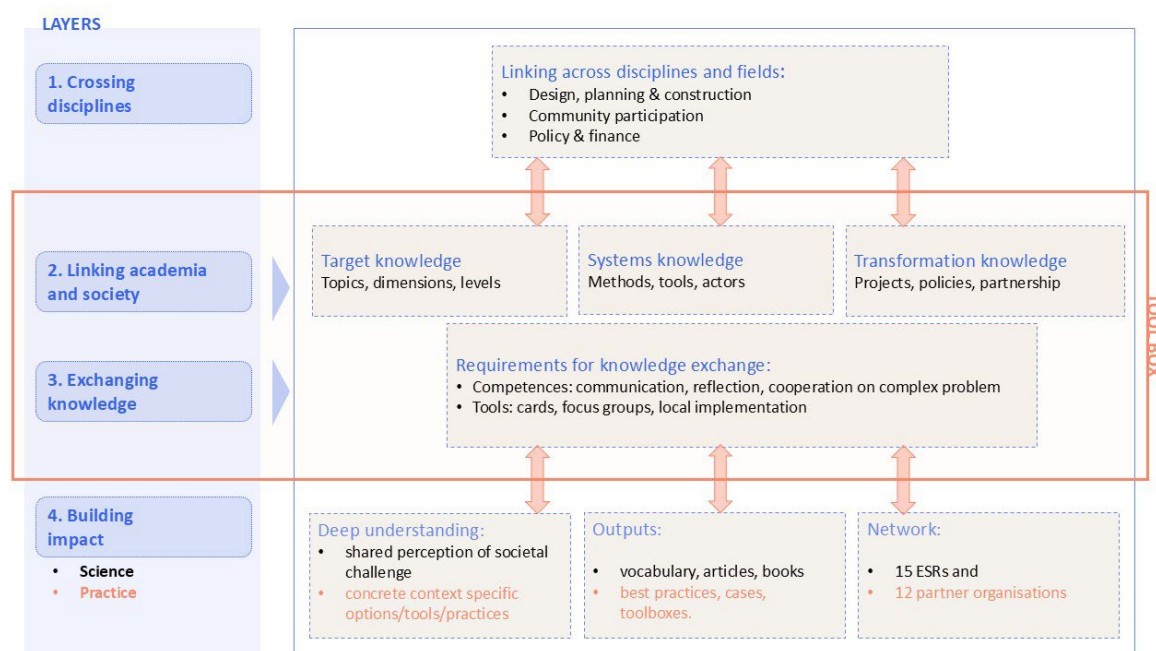 LAYERS
1. Crossing
disciplines
Linking across disciplines and fields:
• Design, planning & construction
• Community participation
• Policy & finance
2. Linking academia
and society
Target knowledge
Topics, dimensions, levels
Systems knowledge
Methods, tools, actors
Transformation knowledge
Projects, policies, partnership
TOOL BOX
3. Exchanging
knowledge
Requirements for knowledge exchange:
• Competences: communication, reflection, cooperation on complex problem
• Tools: cards, focus groups, local implementation
4. Building
impact
• Science
• Practice
Deep understanding:
• shared perception of societal
challenge
• concrete context specific
options/tools/practices
Outputs:
• vocabulary, articles, books
• best practices, cases,
toolboxes.
Network:
• 15 ESRs and
• 12 partner organisations